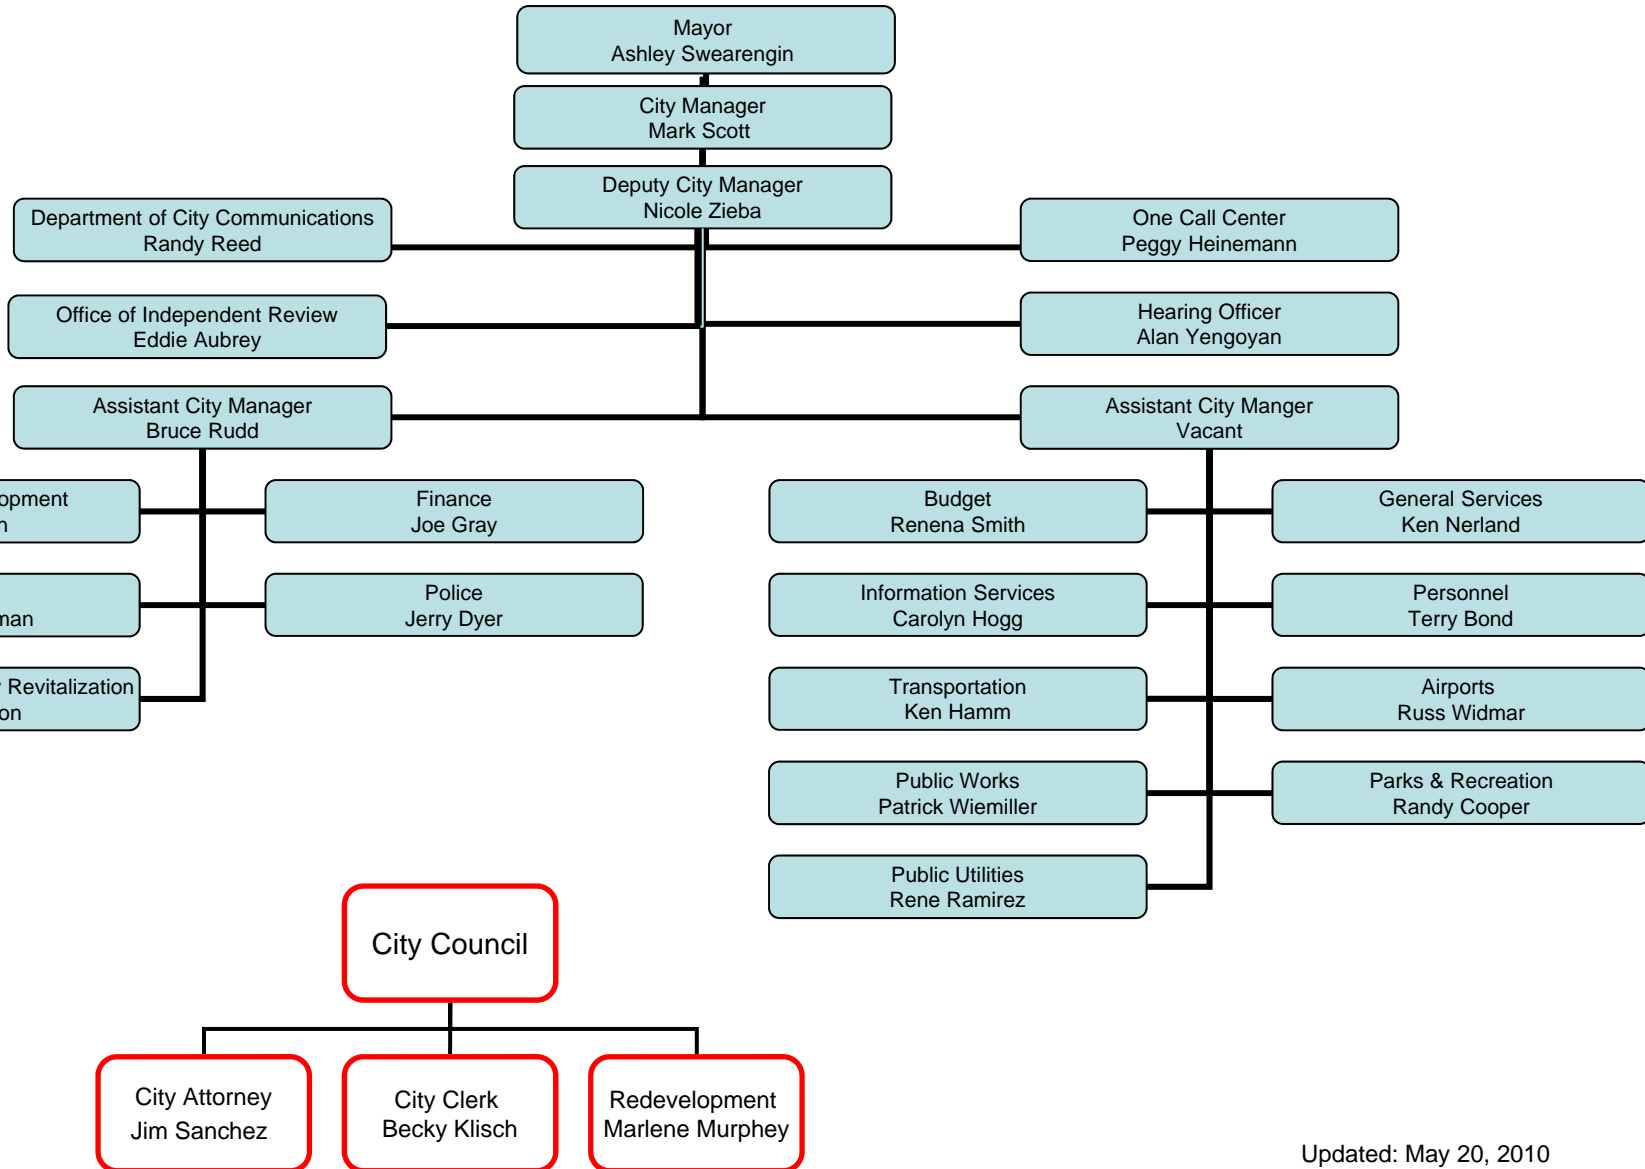 Mayor
Ashley Swearengin
City Manager
Mark Scott
Deputy City Manager
Nicole Zieba
Department of City Communications
Randy Reed
One Call Center
Peggy Heinemann
Office of Independent Review
Eddie Aubrey
Hearing Officer
Alan Yengoyan
Assistant City Manager
Bruce Rudd
Assistant City Manger
Vacant
Finance
Joe Gray
Budget
Renena Smith
General Services
Ken Nerland
Police
Jerry Dyer
Information Services
Carolyn Hogg
Personnel
Terry Bond
Revitalization
Transportation
Ken Hamm
Airports
Russ Widmar
Public Works
Patrick Wiemiller
Parks & Recreation
Randy Cooper
Public Utilities
Rene Ramirez
City Council
City Attorney
Jim Sanchez
City Clerk
Becky Klisch
Redevelopment
Marlene Murphey
Updated: May 20, 2010